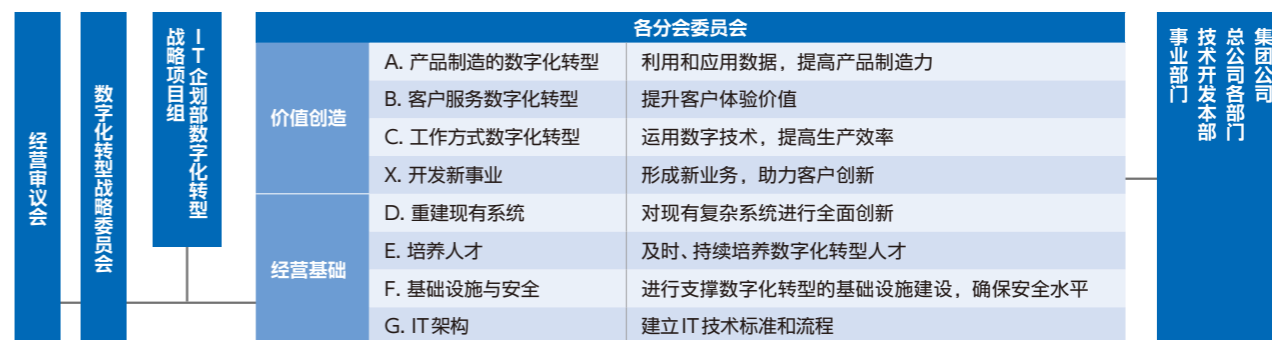 经营审议会
数字化转型战略委员会
IT企划部数字化转型
战略项目组
各分会委员会
价值创造
A. 产品制造的数字化转型
利用和应用数据，提高产品制造力
B. 客户服务数字化转型
提升客户体验价值
C. 工作方式数字化转型
运用数字技术，提高生产效率
X. 开发新事业
形成新业务，助力客户创新
经营基础
D. 重建现有系统
对现有复杂系统进行全面创新
E. 培养人才
及时、持续培养数字化转型人才
F. 基础设施与安全
进行支撑数字化转型的基础设施建设，确保安全水平
G. IT架构
建立IT技术标准和流程
集团公司
总公司各部门
技术开发本部
事业部门